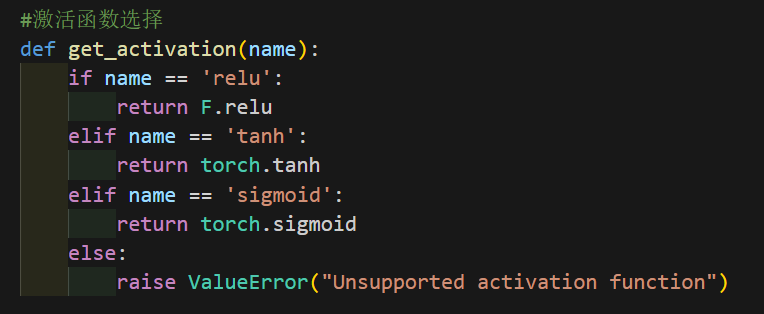 #激活函数选择
def get_activation(name):
    if name == 'relu':
        return F.relu
    elif name == 'tanh':
        return torch.tanh
    elif name == 'sigmoid':
        return torch.sigmoid
    else:
        raise ValueError("Unsupported activation function")